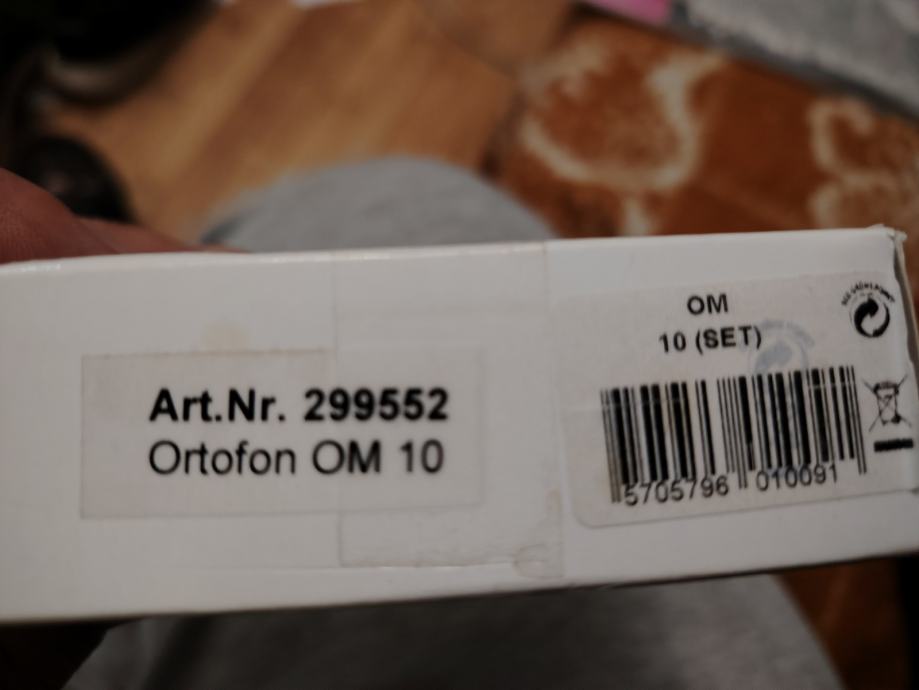 Art.Nr. 299552
Ortofon OM 10
OM
10 (SET)
5705796 010091